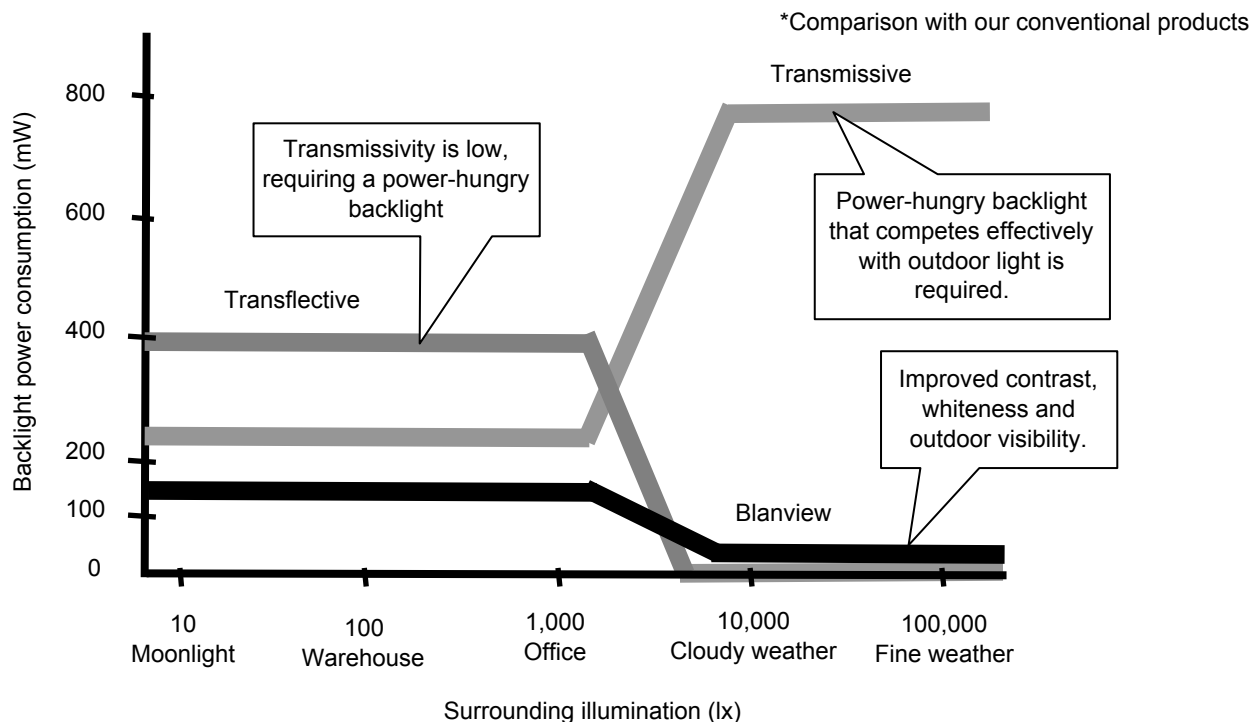 *Comparison with our conventional products
Transmissive
800
Transmissivity is low,
requiring a power-hungry
backlight
Power-hungry backlight
that competes effectively
with outdoor light is
required.
600
Transflective
400
Improved contrast,
whiteness and
outdoor visibility.
200
100
Blanview
0
Backlight power consumption (mW)
10
Moonlight
100
Warehouse
1,000
Office
10,000
Cloudy weather
100,000
Fine weather
Surrounding illumination (lx)